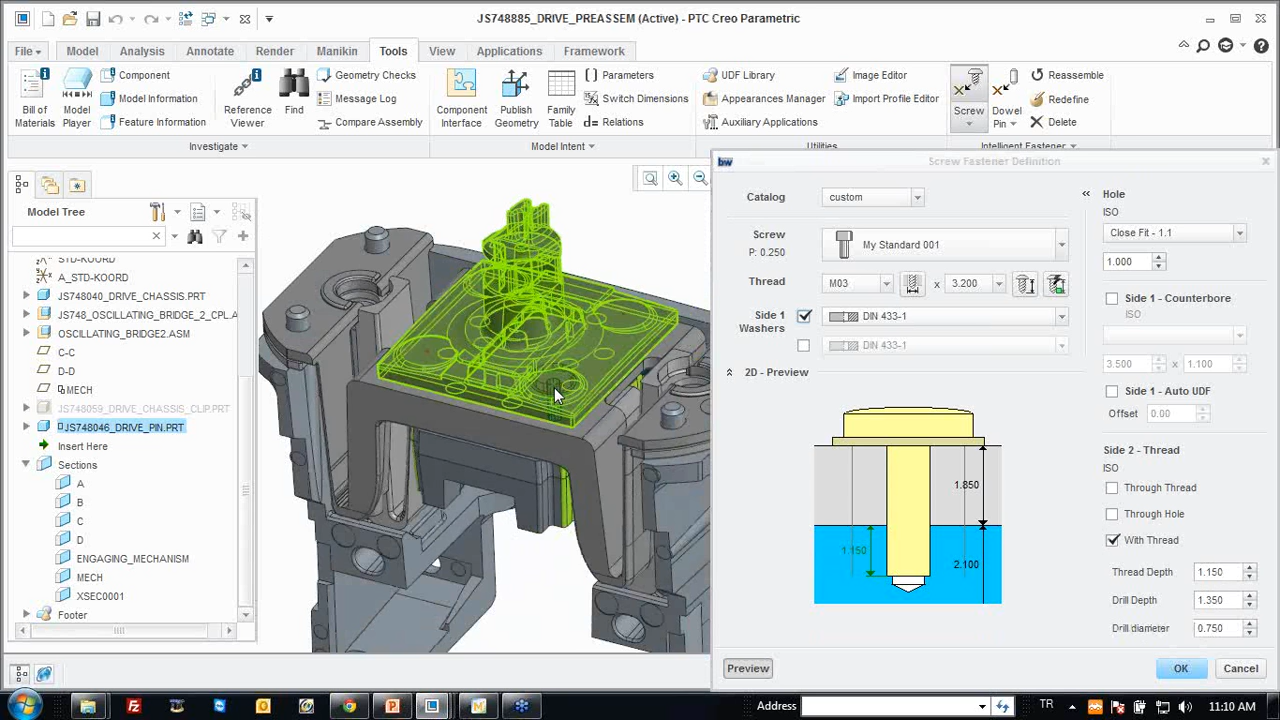 JS748885_DRIVE_PREASSEM (Active) - PTC Creo Parametric
File Model Analysis Annotate Render Manikin Tools View Applications Framework
Bill of Materials
Model Player
Component
Model Information
Feature Information
Reference Viewer
Find
Geometry Checks
Message Log
Compare Assembly
Component Interface
Publish Geometry
Family Table
Parameters
Switch Dimensions
Relations
UDF Library
Appearances Manager
Auxiliary Applications
Image Editor
Import Profile Editor
Screw
Dowel Pin
Reassemble
Redefine
Delete
Investigate
Model Intent
Utilities
Intelligent Fastener
Model Tree
STD-KOORD
A_STD-KOORD
JS748040_DRIVE_CHASSIS.PRT
JS748_OSCILLATING_BRIDGE_2_CPL.A
OSCILLATING_BRIDGE2.ASM
C-C
D-D
MECH
JS748059_DRIVE_CHASSIS_CLIP.PRT
JS748046_DRIVE_PIN.PRT
Insert Here
Sections
A
B
C
D
ENGAGING_MECHANISM
MECH
XSEC0001
Footer
bw
Screw Fastener Definition
Catalog custom
Screw
P: 0.250
My Standard 001
Thread M03 x 3.200
Side 1 Washers DIN 433-1
DIN 433-1
2D - Preview
1.850
1.150
2.100
Hole
ISO
Close Fit - 1.1
1.000
Side 1 - Counterbore
ISO
3.500 x 1.100
Side 1 - Auto UDF
Offset 0.00
Side 2 - Thread
ISO
Through Thread
Through Hole
With Thread
Thread Depth 1.150
Drill Depth 1.350
Drill diameter 0.750
Preview OK Cancel
Address TR 11:10 AM